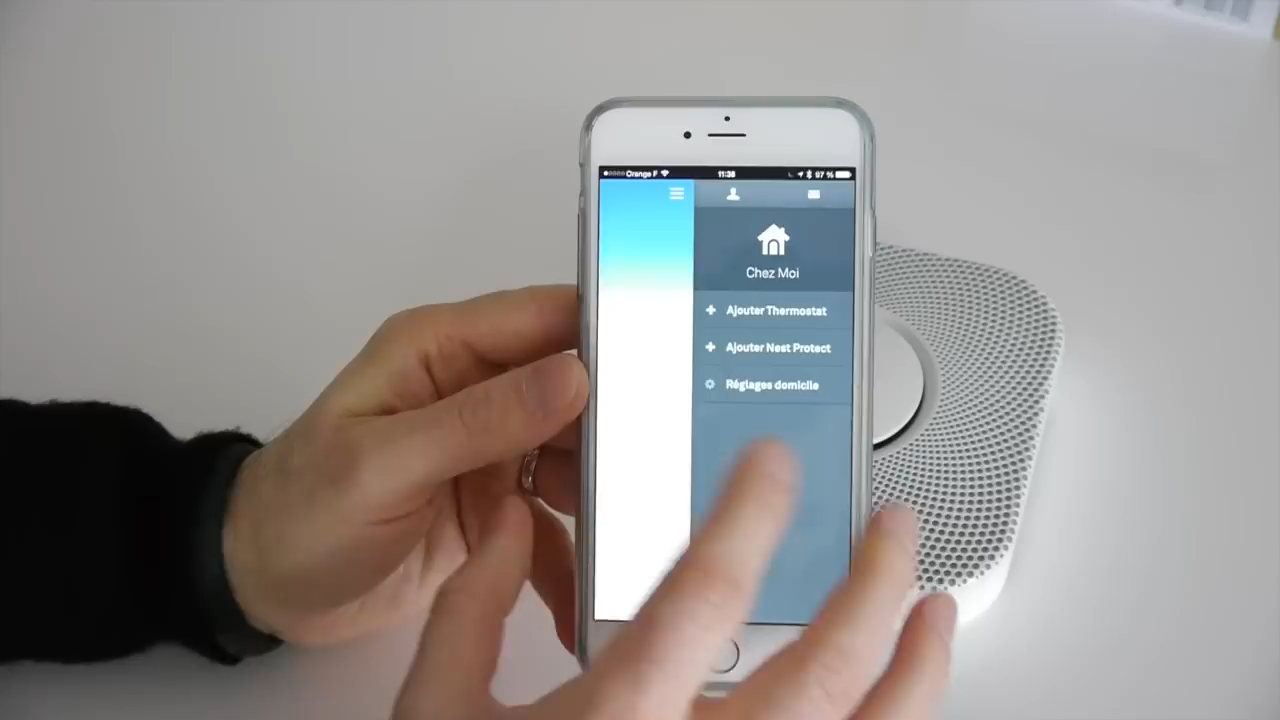 Orange F 11:38 97 %
Chez Moi
Ajouter Thermostat
Ajouter Nest Protect
Réglages domicile